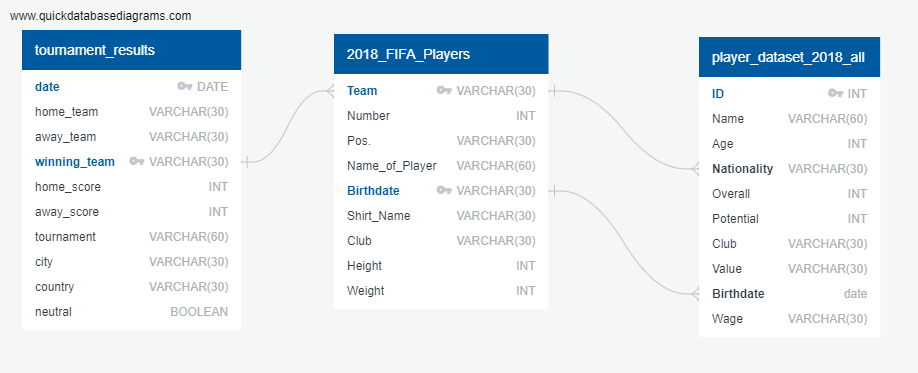 www.quickdatabasediagrams.com
tournament_results
date DATE
home_team VARCHAR(30)
away_team VARCHAR(30)
winning_team VARCHAR(30)
home_score INT
away_score INT
tournament VARCHAR(60)
city VARCHAR(30)
country VARCHAR(30)
neutral BOOLEAN
2018_FIFA_Players
Team VARCHAR(30)
Number INT
Pos. VARCHAR(30)
Name_of_Player VARCHAR(60)
Birthdate VARCHAR(30)
Shirt_Name VARCHAR(30)
Club VARCHAR(30)
Height INT
Weight INT
player_dataset_2018_all
ID INT
Name VARCHAR(60)
Age INT
Nationality VARCHAR(30)
Overall INT
Potential INT
Club VARCHAR(30)
Value VARCHAR(30)
Birthdate date
Wage VARCHAR(30)